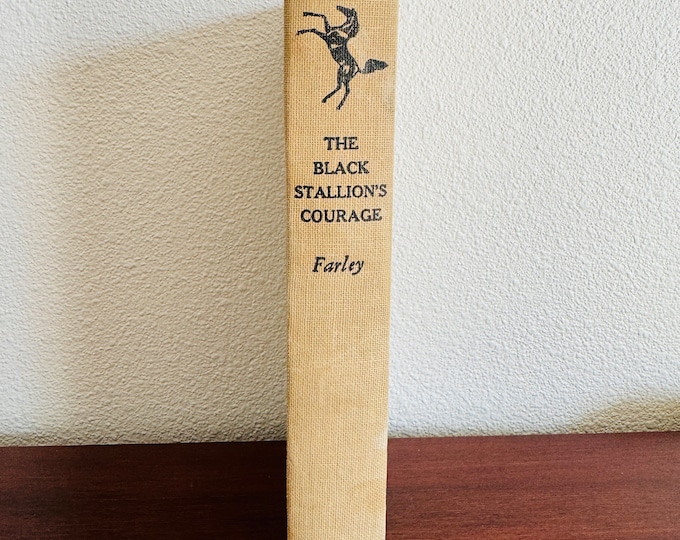 THE
BLACK
STALLION'S
COURAGE
Farley